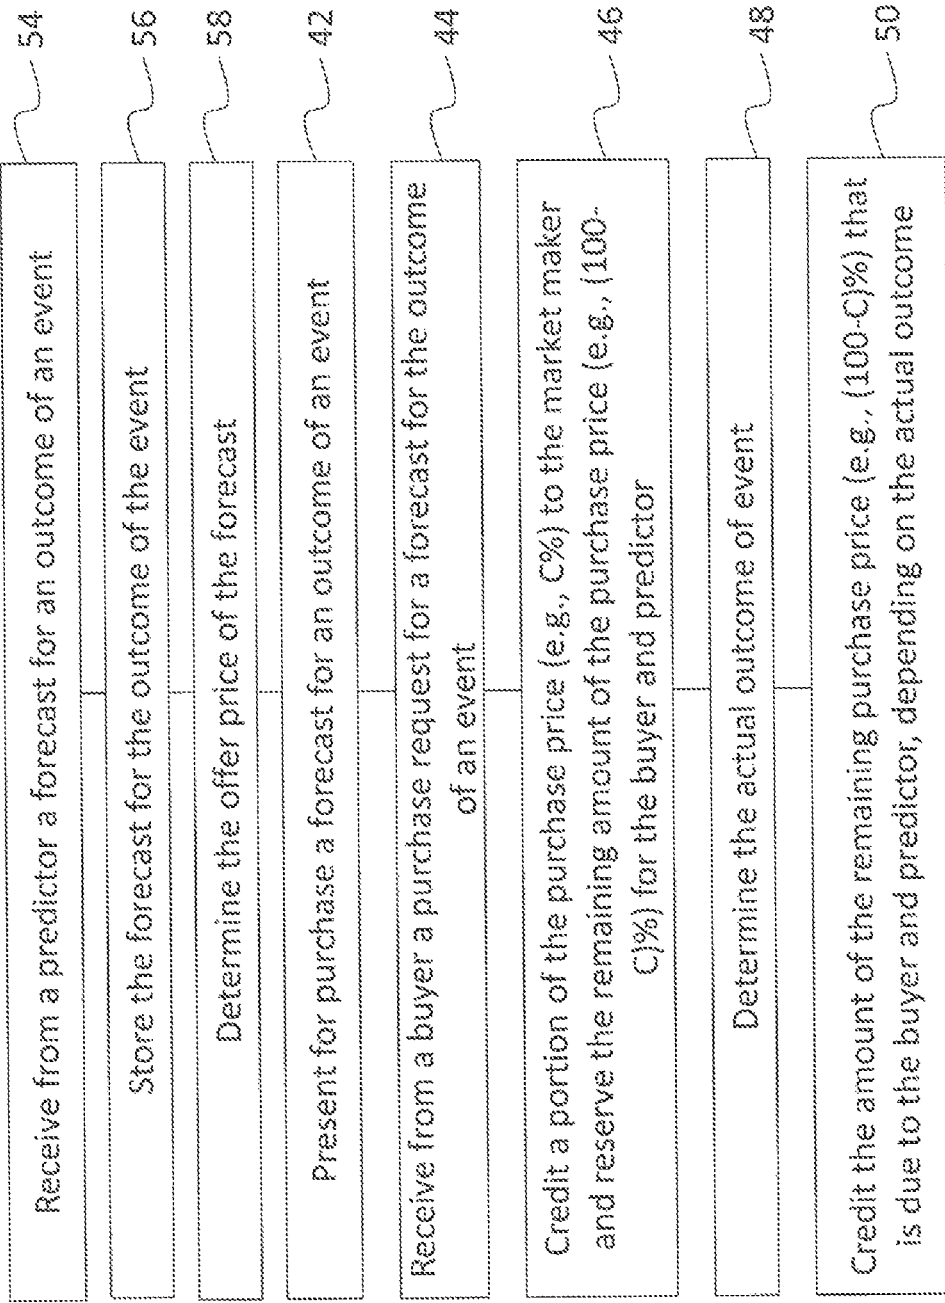 Receive from a predictor a forecast for an outcome of an event
54
Store the forecast for the outcome of the event
56
Determine the offer price of the forecast
58
Present for purchase a forecast for an outcome of an event
42
Receive from a buyer a purchase request for a forecast for the outcome
of an event
44
Credit a portion of the purchase price (e.g., C%) to the market maker
and reserve the remaining amount of the purchase price (e.g., (100-
C)%) for the buyer and predictor
46
Determine the actual outcome of event
48
Credit the amount of the remaining purchase price (e.g., (100-C)%) that
is due to the buyer and predictor, depending on the actual outcome
50